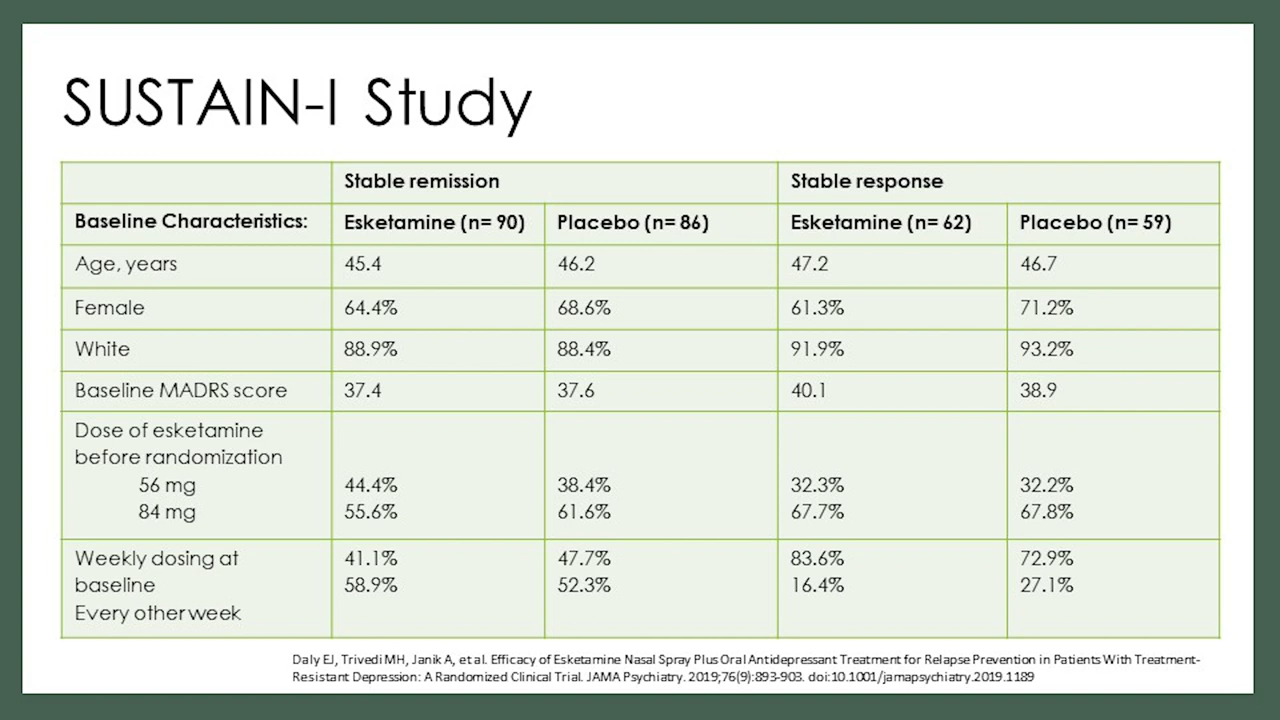 SUSTAIN-I Study
Stable remission Stable response
Baseline Characteristics: Esketamine (n= 90) Placebo (n= 86) Esketamine (n= 62) Placebo (n= 59)
Age, years 45.4 46.2 47.2 46.7
Female 64.4% 68.6% 61.3% 71.2%
White 88.9% 88.4% 91.9% 93.2%
Baseline MADRS score 37.4 37.6 40.1 38.9
Dose of esketamine
before randomization
56 mg 44.4% 38.4% 32.3% 32.2%
84 mg 55.6% 61.6% 67.7% 67.8%
Weekly dosing at 41.1% 47.7% 83.6% 72.9%
baseline 58.9% 52.3% 16.4% 27.1%
Every other week
Daly EJ, Trivedi MH, Janik A, et al. Efficacy of Esketamine Nasal Spray Plus Oral Antidepressant Treatment for Relapse Prevention in Patients With Treatment-
Resistant Depression: A Randomized Clinical Trial. JAMA Psychiatry. 2019;76(9):893-903. doi:10.1001/jamapsychiatry.2019.1189